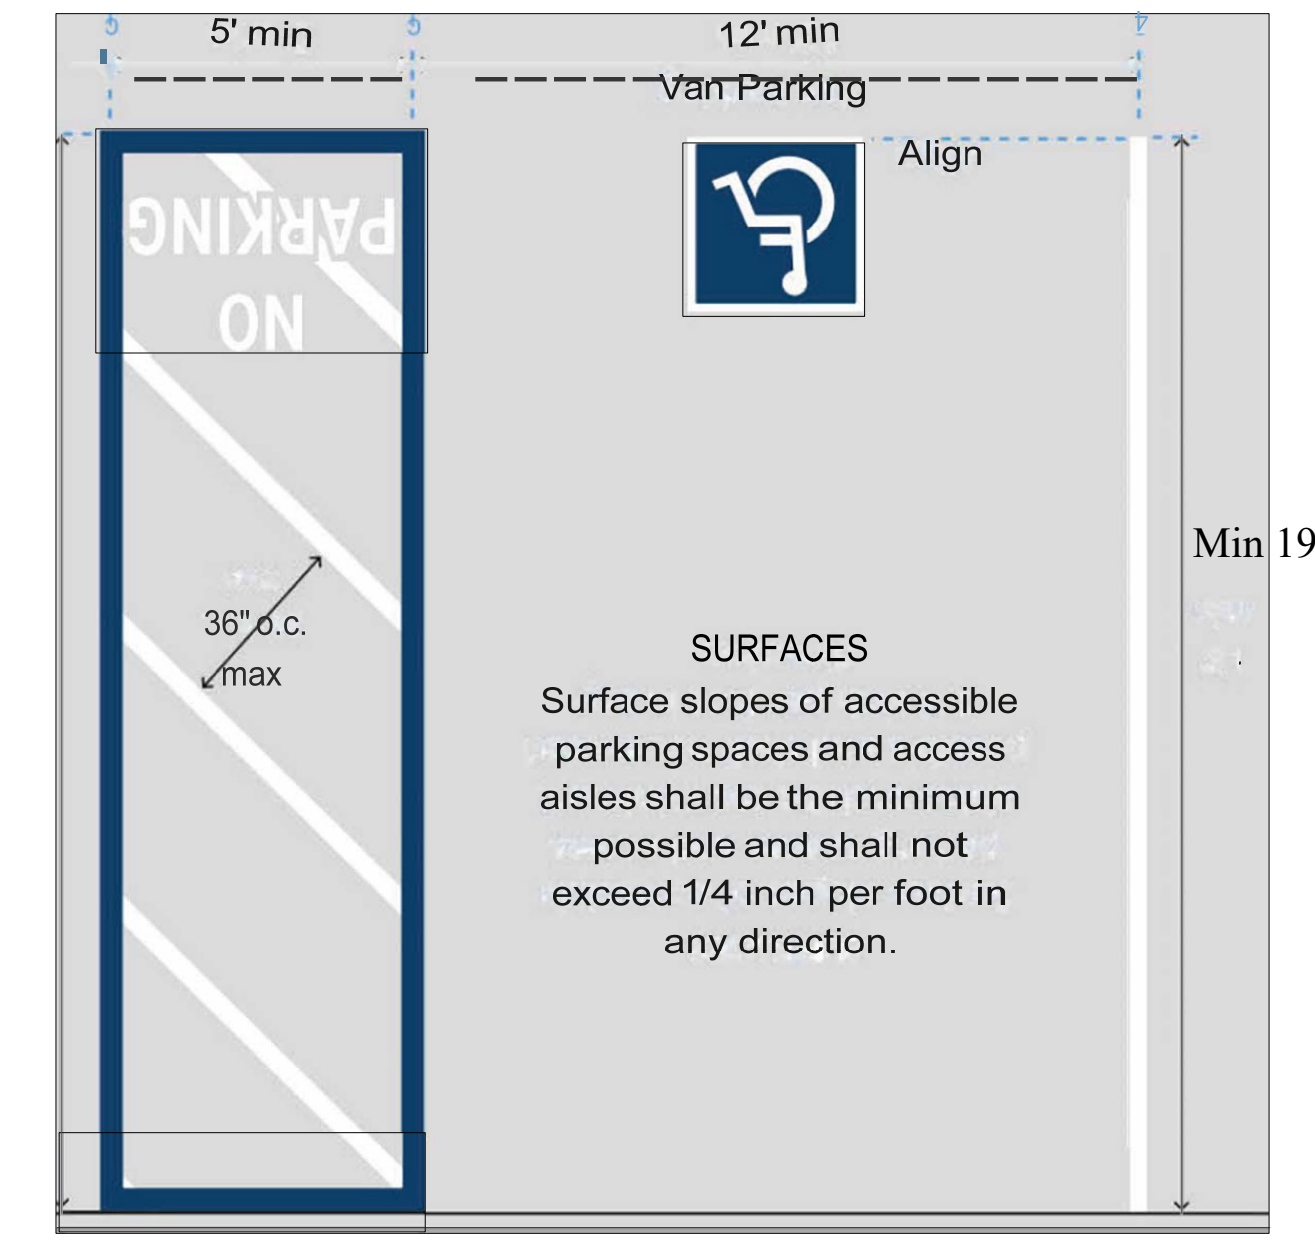 5' min
12' min
Van Parking
Align
PARKING
NO
Min 19
36" o.c.
max
SURFACES
Surface slopes of accessible
parking spaces and access
aisles shall be the minimum
possible and shall not
exceed 1/4 inch per foot in
any direction.